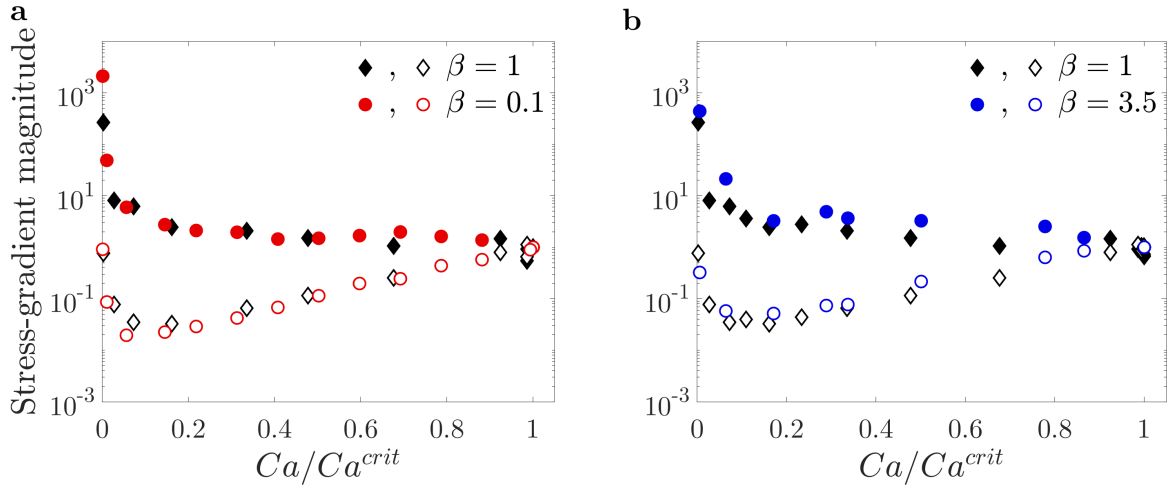 a
Stress-gradient magnitude
10^3
10^1
10^-1
10^-3
0 0.2 0.4 0.6 0.8 1
Ca/Ca^crit
, β = 1
, β = 0.1
b
10^3
10^1
10^-1
10^-3
0 0.2 0.4 0.6 0.8 1
Ca/Ca^crit
, β = 1
, β = 3.5